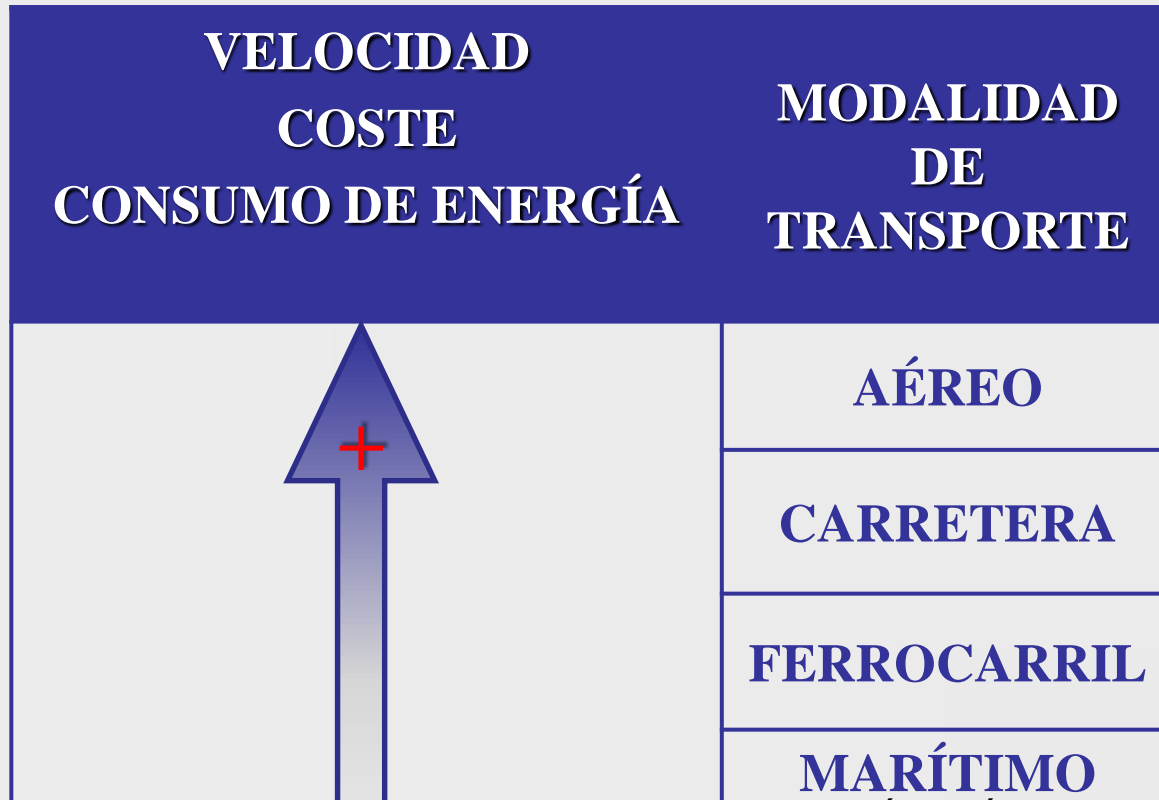 VELOCIDAD
COSTE
CONSUMO DE ENERGÍA
MODALIDAD
DE
TRANSPORTE
+
AÉREO
CARRETERA
FERROCARRIL
MARÍTIMO